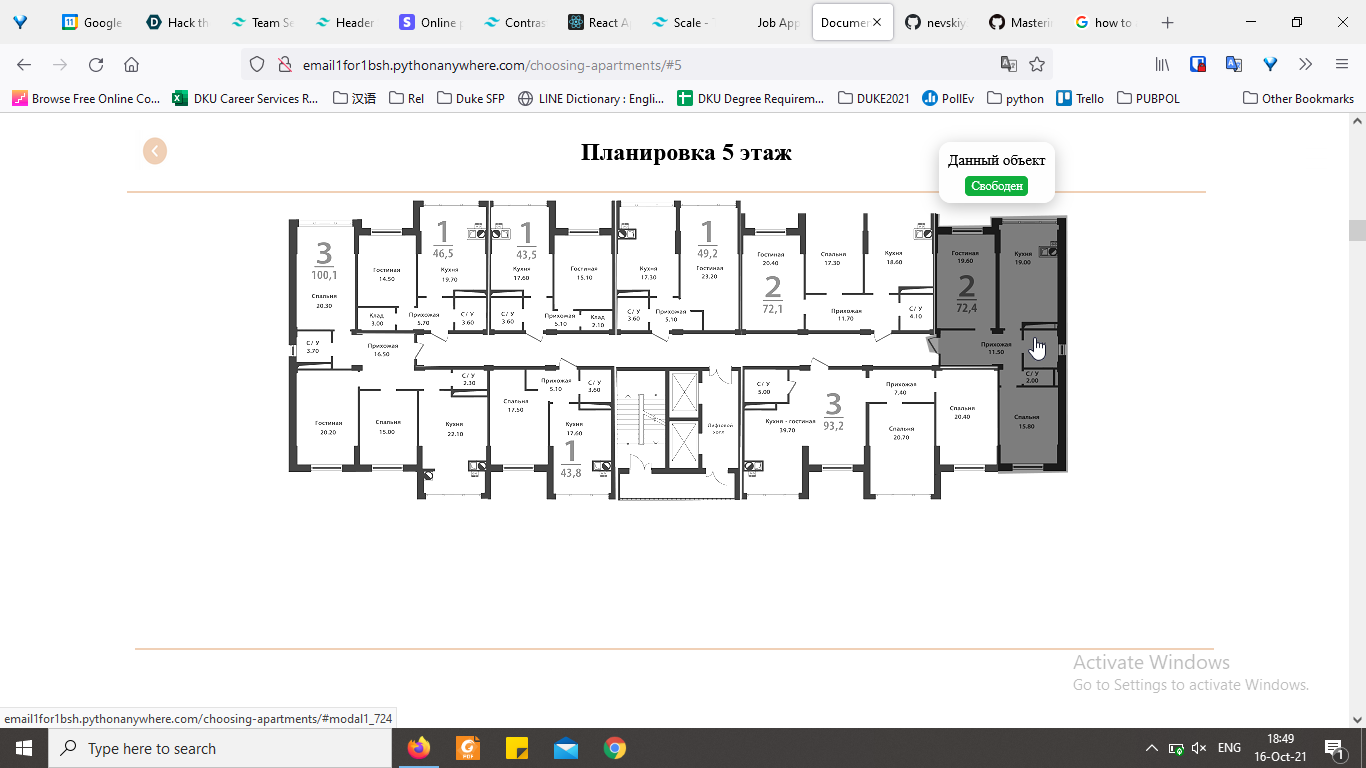 Google
Hack th
Team Se
Header
Online p
Contras
React Ap
Scale -
Job App
Documen
nevskiy
Masterin
how to
email1for1bsh.pythonanywhere.com/choosing-apartments/#5
Browse Free Online Co...
DKU Career Services R...
汉语
Rel
Duke SFP
LINE Dictionary : Engli...
DKU Degree Requirem...
DUKE2021
PollEv
python
Trello
PUBPOL
Other Bookmarks
Планировка 5 этаж
Данный объект
Свободен
3
100,1
Спальня
20.30
Гостиная
14.50
1
46,5
Кухня
19.70
1
43,5
Кухня
17.60
Гостиная
15.10
Кухня
17.30
1
49,2
Гостиная
23.20
Гостиная
20.40
2
72,1
Спальня
17.30
Кухня
18.60
Гостиная
19.60
2
72,4
Кухня
19.00
Клад
3.00
Прихожая
5.70
С/У
3.60
С/У
3.60
Прихожая
5.10
Клад
2.10
С/У
3.60
Прихожая
5.10
Прихожая
11.70
С/У
4.10
С/У
3.70
Прихожая
16.50
Прихожая
11.50
С/У
2.00
Гостиная
20.20
Спальня
15.00
С/У
2.30
Кухня
22.10
Спальня
17.50
Прихожая
5.10
С/У
3.60
Кухня
17.60
1
43,8
Лифтовой
холл
С/У
5.00
Кухня - гостиная
39.70
3
93,2
Прихожая
7.40
Спальня
20.70
Спальня
20.40
Спальня
15.80
Activate Windows
Go to Settings to activate Windows.
email1for1bsh.pythonanywhere.com/choosing-apartments/#modal1_724
Type here to search
ENG
18:49
16-Oct-21
1